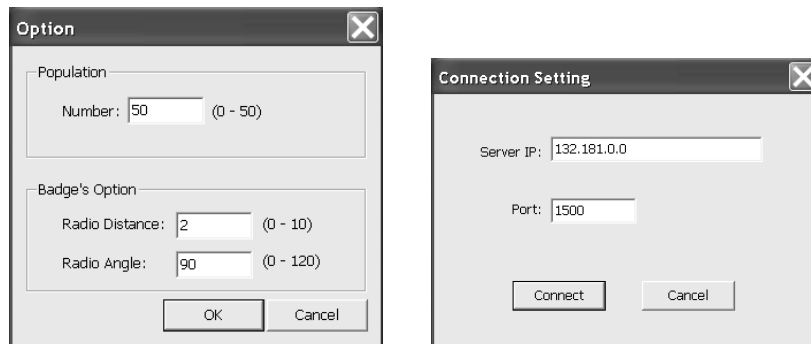 Option
Population
Number: 50 (0 - 50)
Badge's Option
Radio Distance: 2 (0 - 10)
Radio Angle: 90 (0 - 120)
OK Cancel
Connection Setting
Server IP: 132.181.0.0
Port: 1500
Connect Cancel